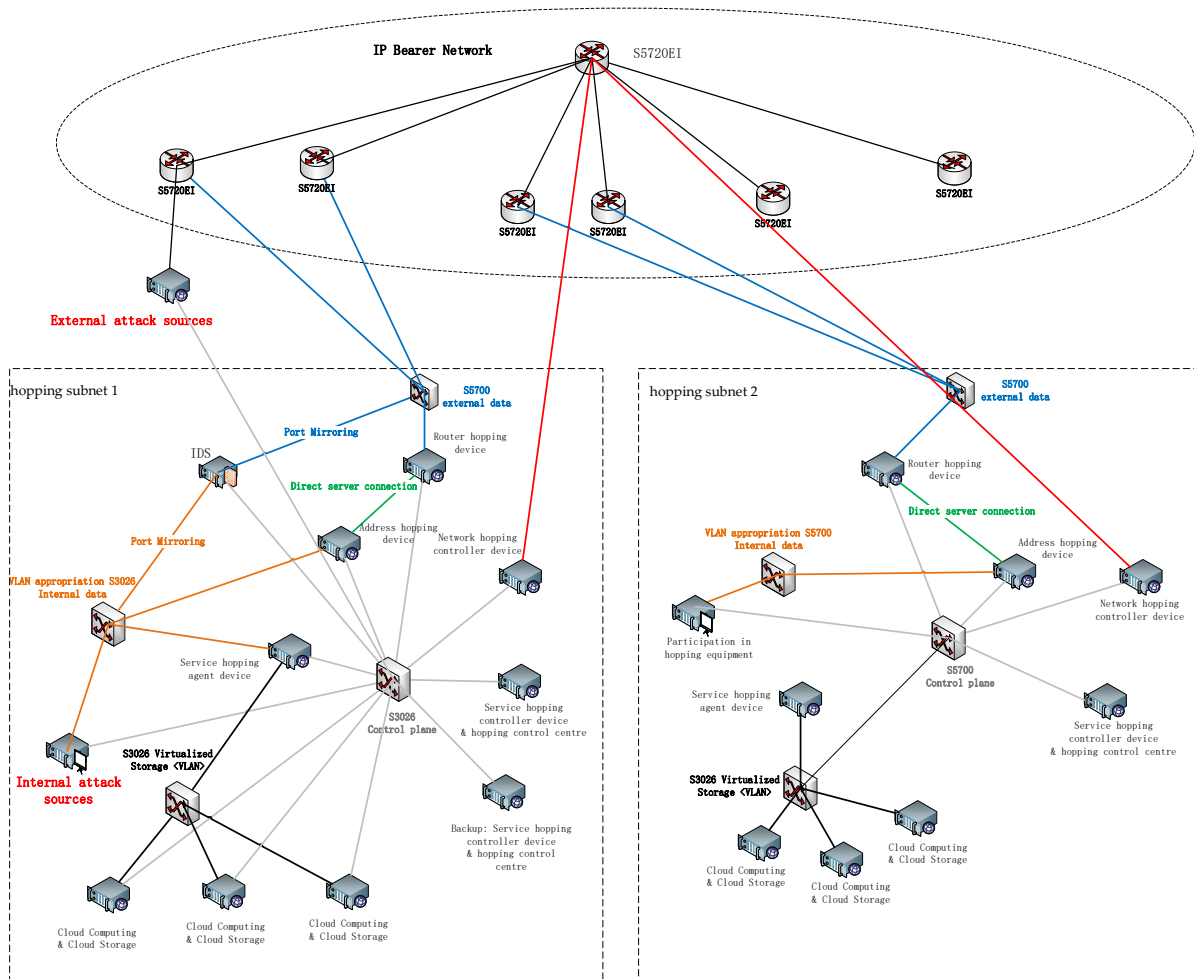 IP Bearer Network
S5720EI
S5720EI
S5720EI
S5720EI
S5720EI
S5720EI
S5720EI
External attack sources
hopping subnet 1
S5700
external data
Port Mirroring
Router hopping
device
IDS
Direct server connection
Port Mirroring
Address hopping
device
Network hopping
controller device
VLAN appropriation S3026
Internal data
Service hopping
agent device
S3026
Control plane
Service hopping
controller device
& hopping control centre
Internal attack
sources
S3026 Virtualized
Storage <VLAN>
Backup: Service hopping
controller device
& hopping control
centre
Cloud Computing
& Cloud Storage
Cloud Computing
& Cloud Storage
Cloud Computing
& Cloud Storage
hopping subnet 2
S5700
external data
Router hopping
device
Direct server connection
VLAN appropriation S5700
Internal data
Address hopping
device
Network hopping
controller device
Participation in
hopping equipment
S5700
Control plane
Service hopping
agent device
Service hopping
controller device
& hopping control centre
S3026 Virtualized
Storage <VLAN>
Cloud Computing
& Cloud Storage
Cloud Computing
& Cloud Storage
Cloud Computing
& Cloud Storage